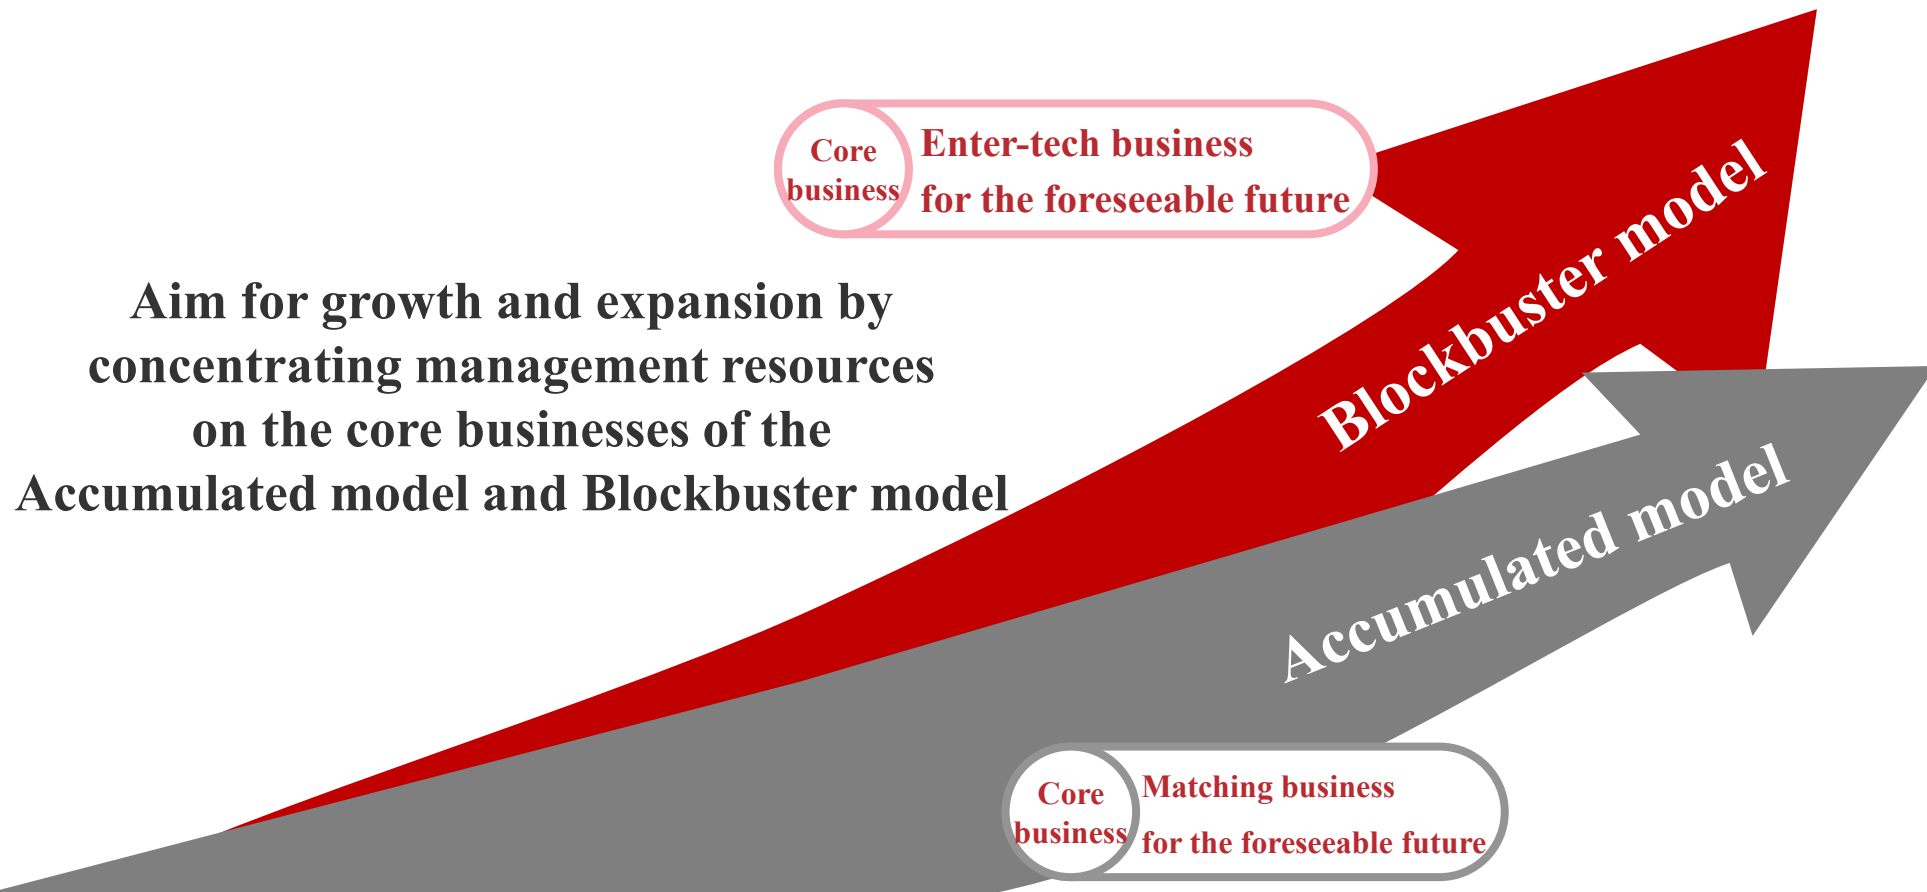 Core
business
Enter-tech business
for the foreseeable future
Blockbuster model
Aim for growth and expansion by
concentrating management resources
on the core businesses of the
Accumulated model and Blockbuster model
Accumulated model
Core
business
Matching business
for the foreseeable future